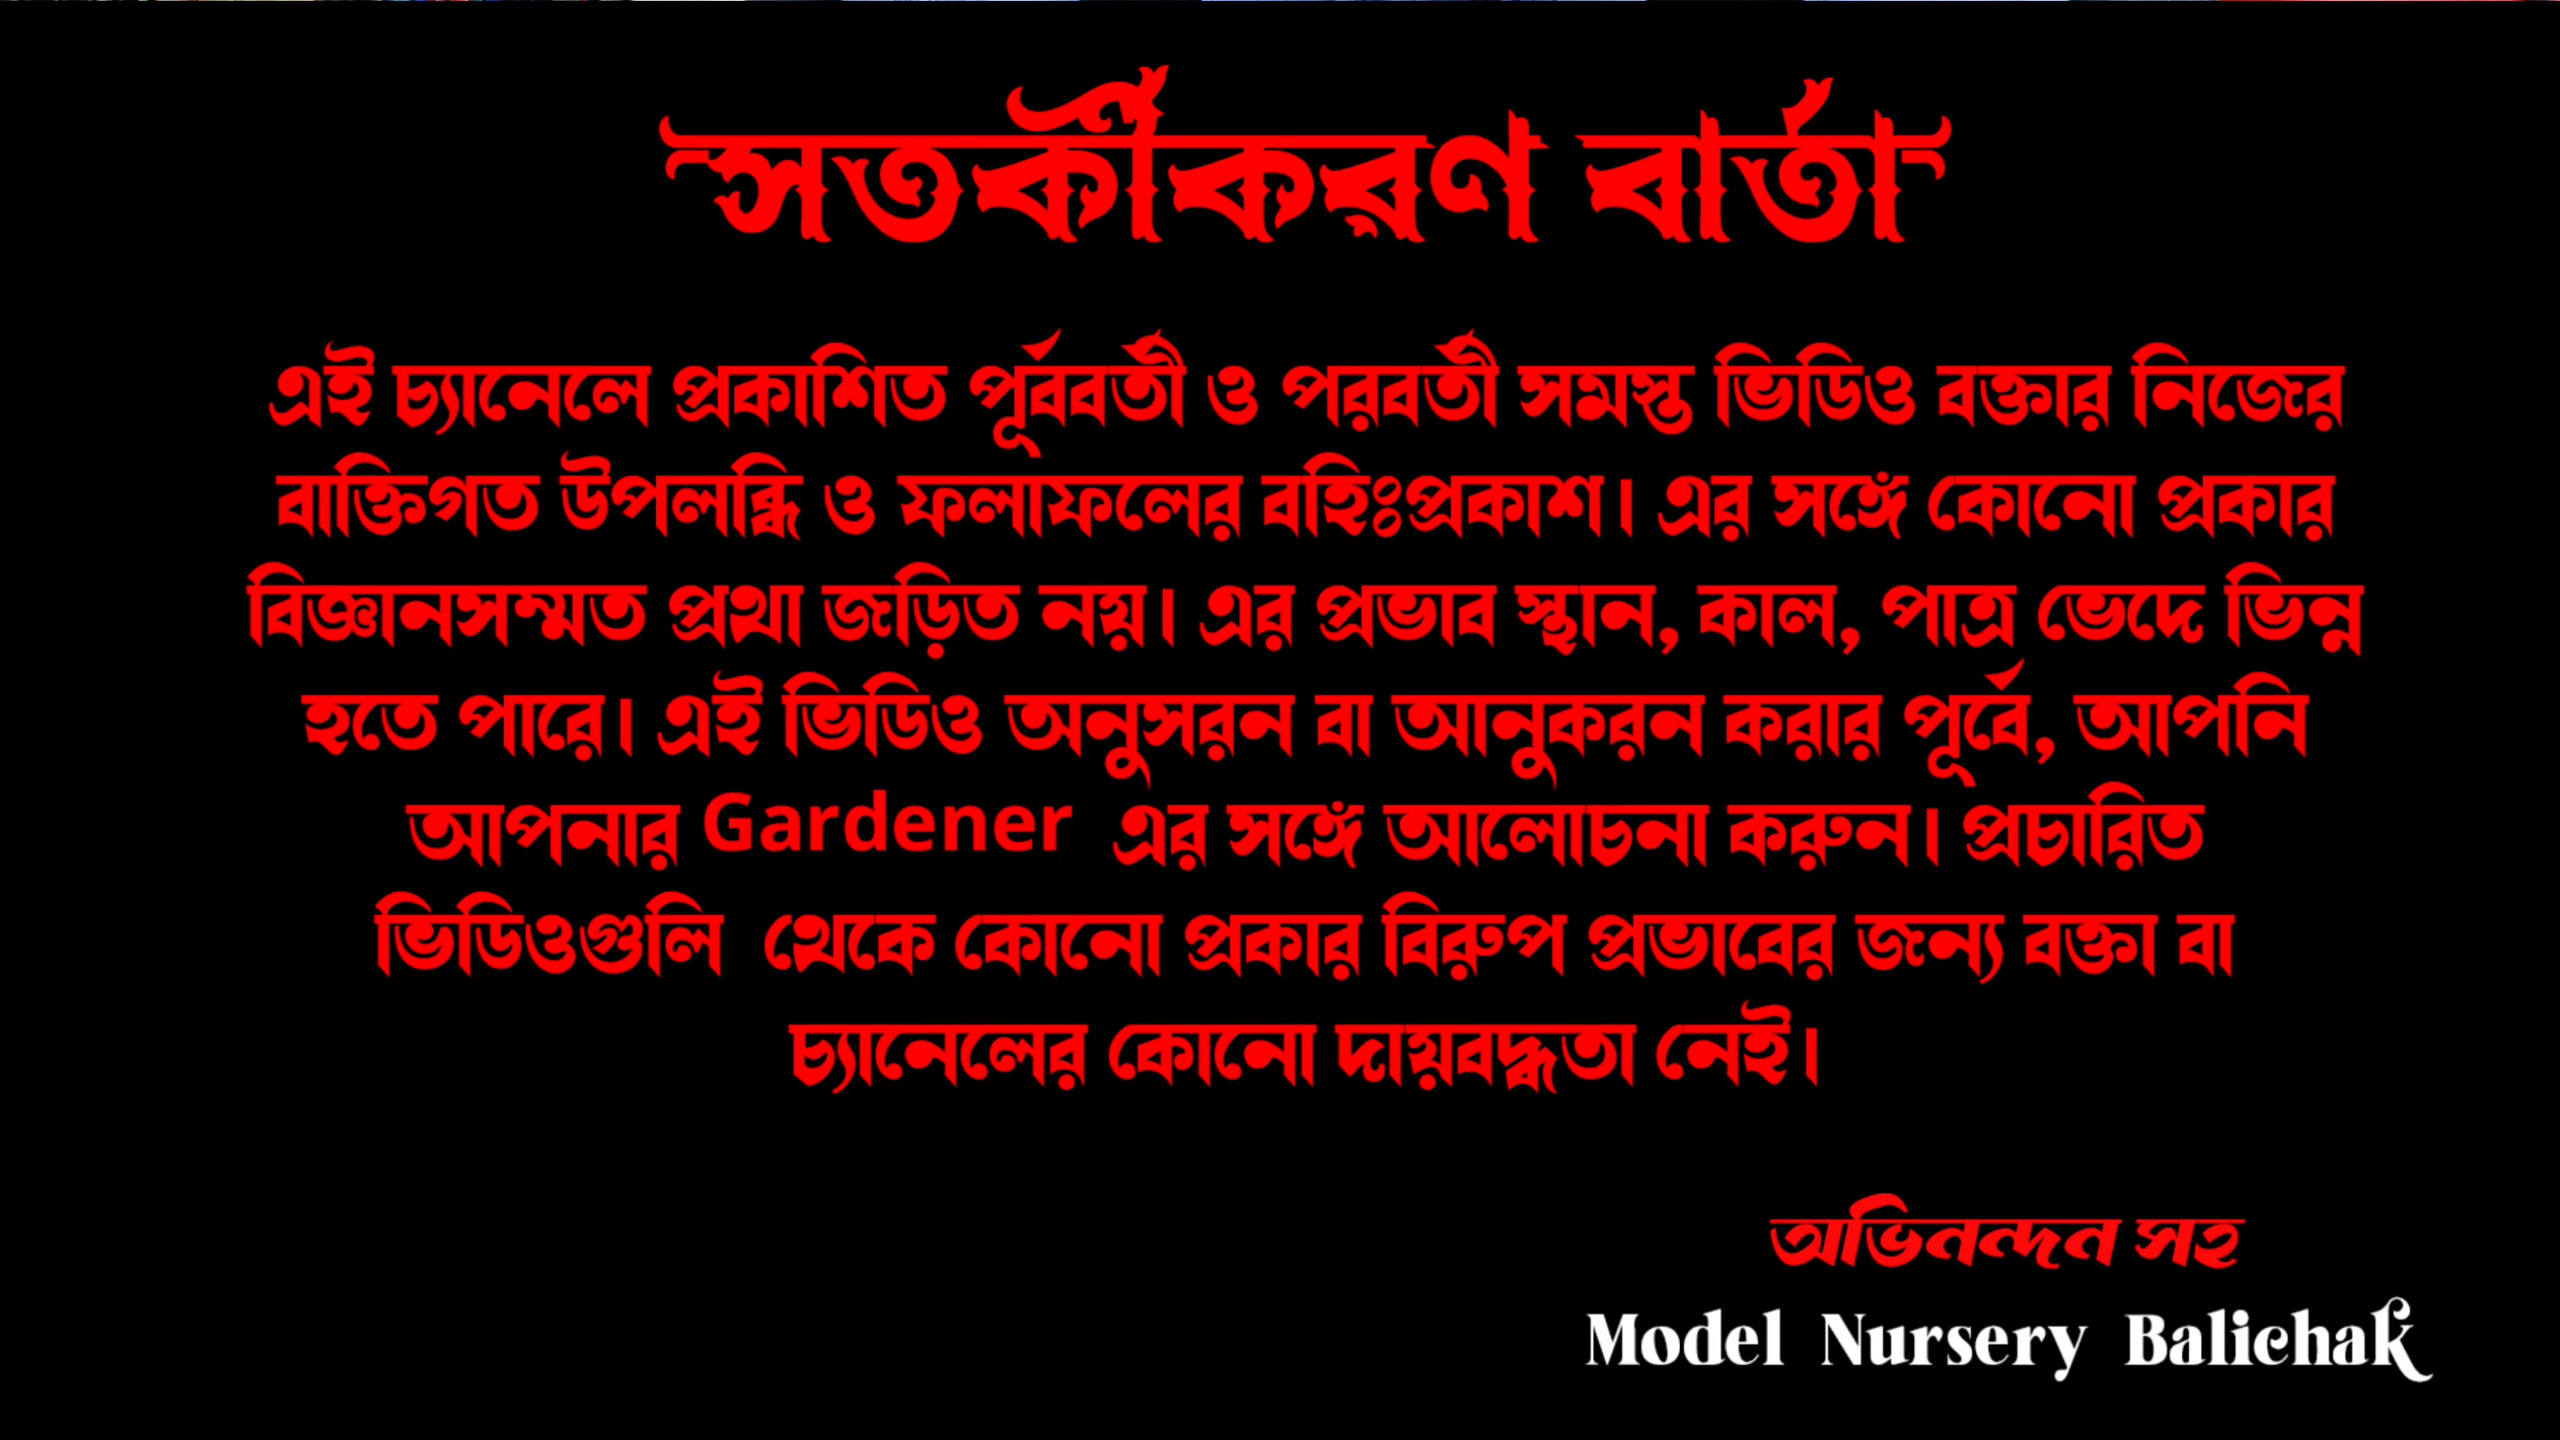 সতর্কীকরণ বার্তা
এই চ্যানেলে প্রকাশিত পূর্ববর্তী ও পরবর্তী সমস্ত ভিডিও বক্তার নিজের
বাক্তিগত উপলব্ধি ও ফলাফলের বহিঃপ্রকাশ। এর সঙ্গে কোনো প্রকার
বিজ্ঞানসম্মত প্রথা জড়িত নয়। এর প্রভাব স্থান, কাল, পাত্র ভেদে ভিন্ন
হতে পারে। এই ভিডিও অনুসরন বা আনুকরন করার পূর্বে, আপনি
আপনার Gardener এর সঙ্গে আলোচনা করুন। প্রচারিত
ভিডিওগুলি থেকে কোনো প্রকার বিরুপ প্রভাবের জন্য বক্তা বা
চ্যানেলের কোনো দায়বদ্ধতা নেই।
অভিনন্দন সহ
Model Nursery Balichak